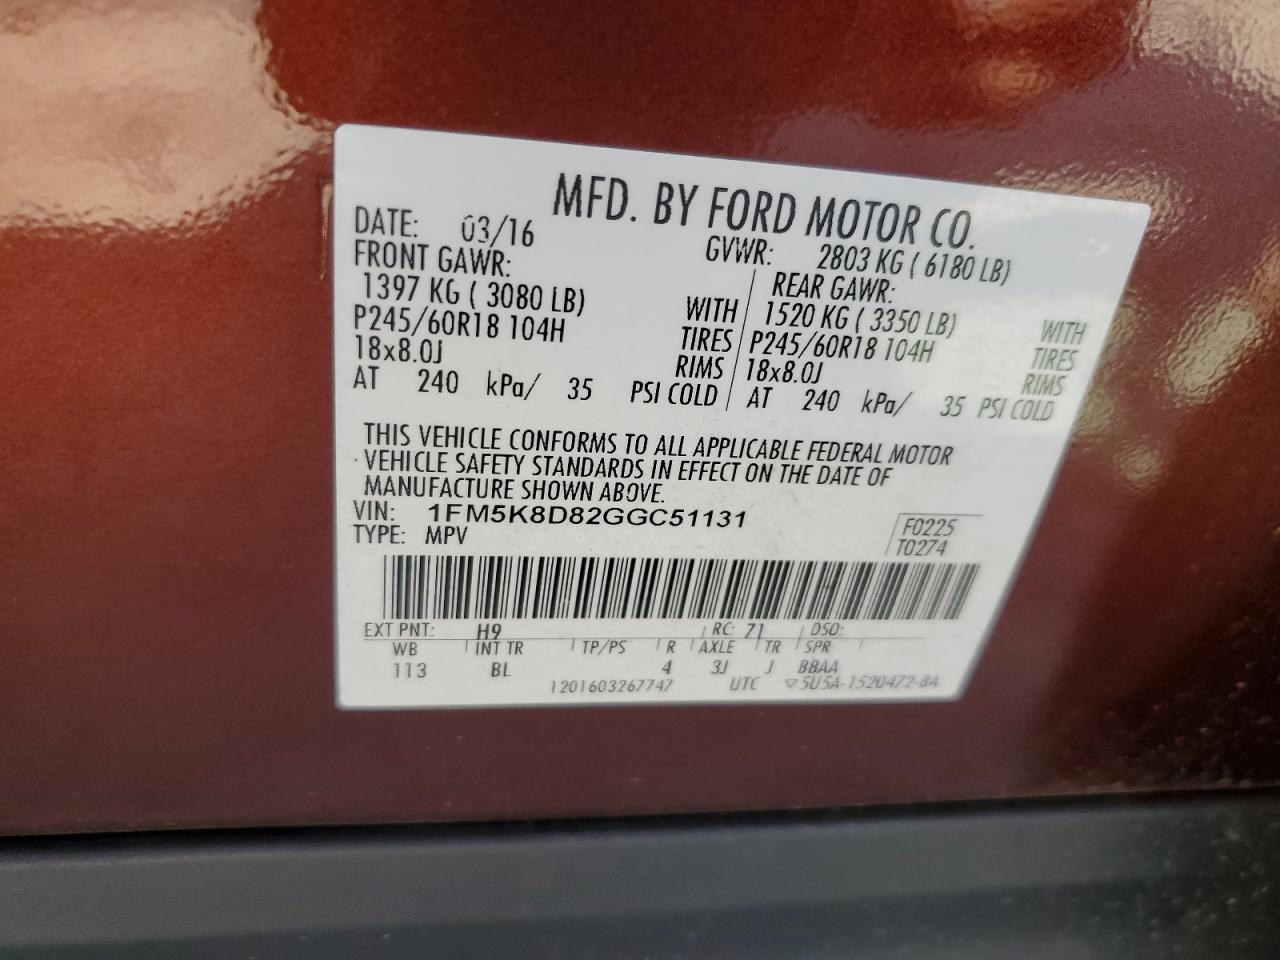 MFD. BY FORD MOTOR CO.
DATE: 03/16 GVWR: 2803 KG ( 6180 LB)
FRONT GAWR: REAR GAWR:
1397 KG ( 3080 LB) WITH 1520 KG ( 3350 LB) WITH
P245/60R18 104H TIRES P245/60R18 104H TIRES
18x8.0J RIMS 18x8.0J RIMS
AT 240 kPa/ 35 PSI COLD AT 240 kPa/ 35 PSI COLD
THIS VEHICLE CONFORMS TO ALL APPLICABLE FEDERAL MOTOR
VEHICLE SAFETY STANDARDS IN EFFECT ON THE DATE OF
MANUFACTURE SHOWN ABOVE.
VIN: 1FM5K8D82GGC51131 F0225
TYPE: MPV T0274
EXT PNT: H9 RC: 71 DSO:
WB INT TR TP/PS R AXLE TR SPR
113 BL 4 3J J BBAA
1201603267747 UTC ▽5U5A-1520472-BA